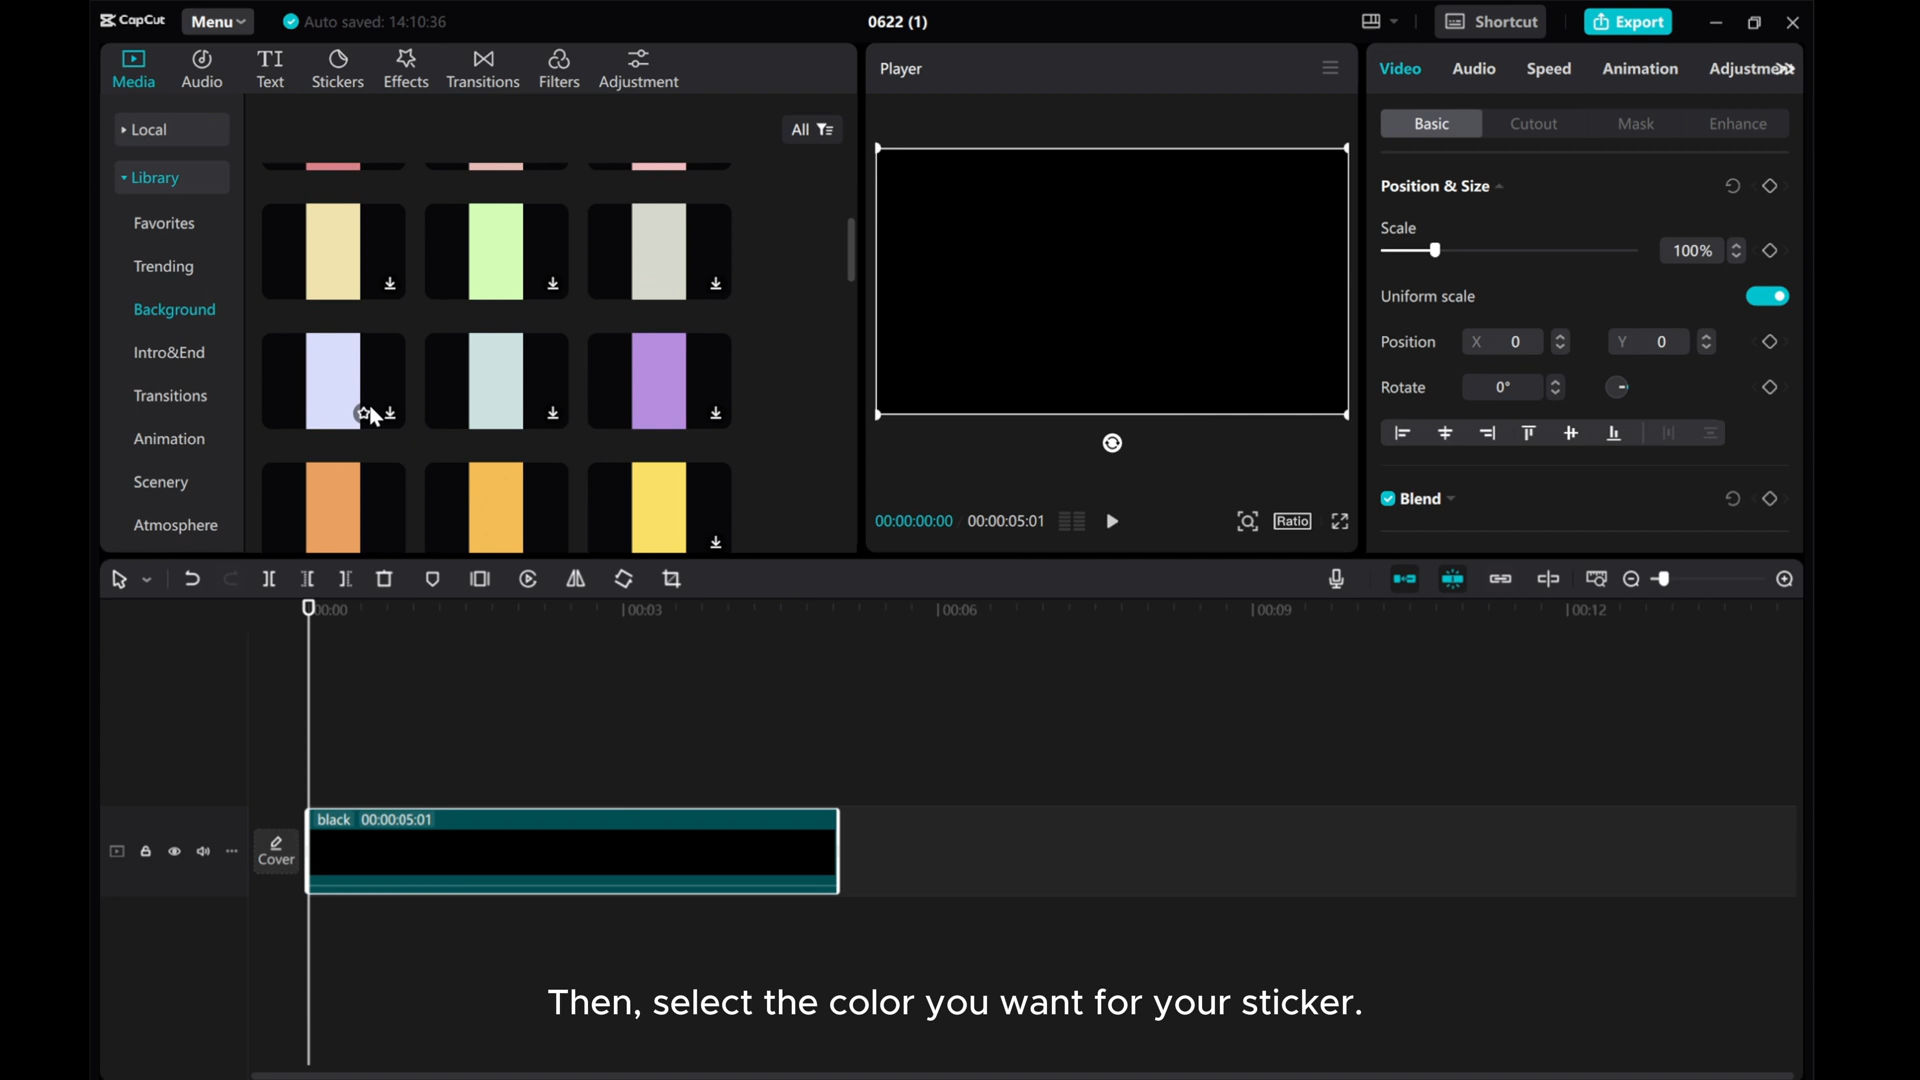 CapCut
Menu
Auto saved: 14:10:36
0622 (1)
Shortcut
Export
Media
Audio
Text
Stickers
Effects
Transitions
Filters
Adjustment
Player
Video
Audio
Speed
Animation
Adjustment
Local
Library
Favorites
Trending
Background
Intro&End
Transitions
Animation
Scenery
Atmosphere
All
Basic
Cutout
Mask
Enhance
Position & Size
Scale
100%
Uniform scale
Position
X 0
Y 0
Rotate
0°
Blend
00:00:00:00
00:00:05:01
Ratio
00:00
00:03
00:06
00:09
00:12
Cover
black 00:00:05:01
Then, select the color you want for your sticker.